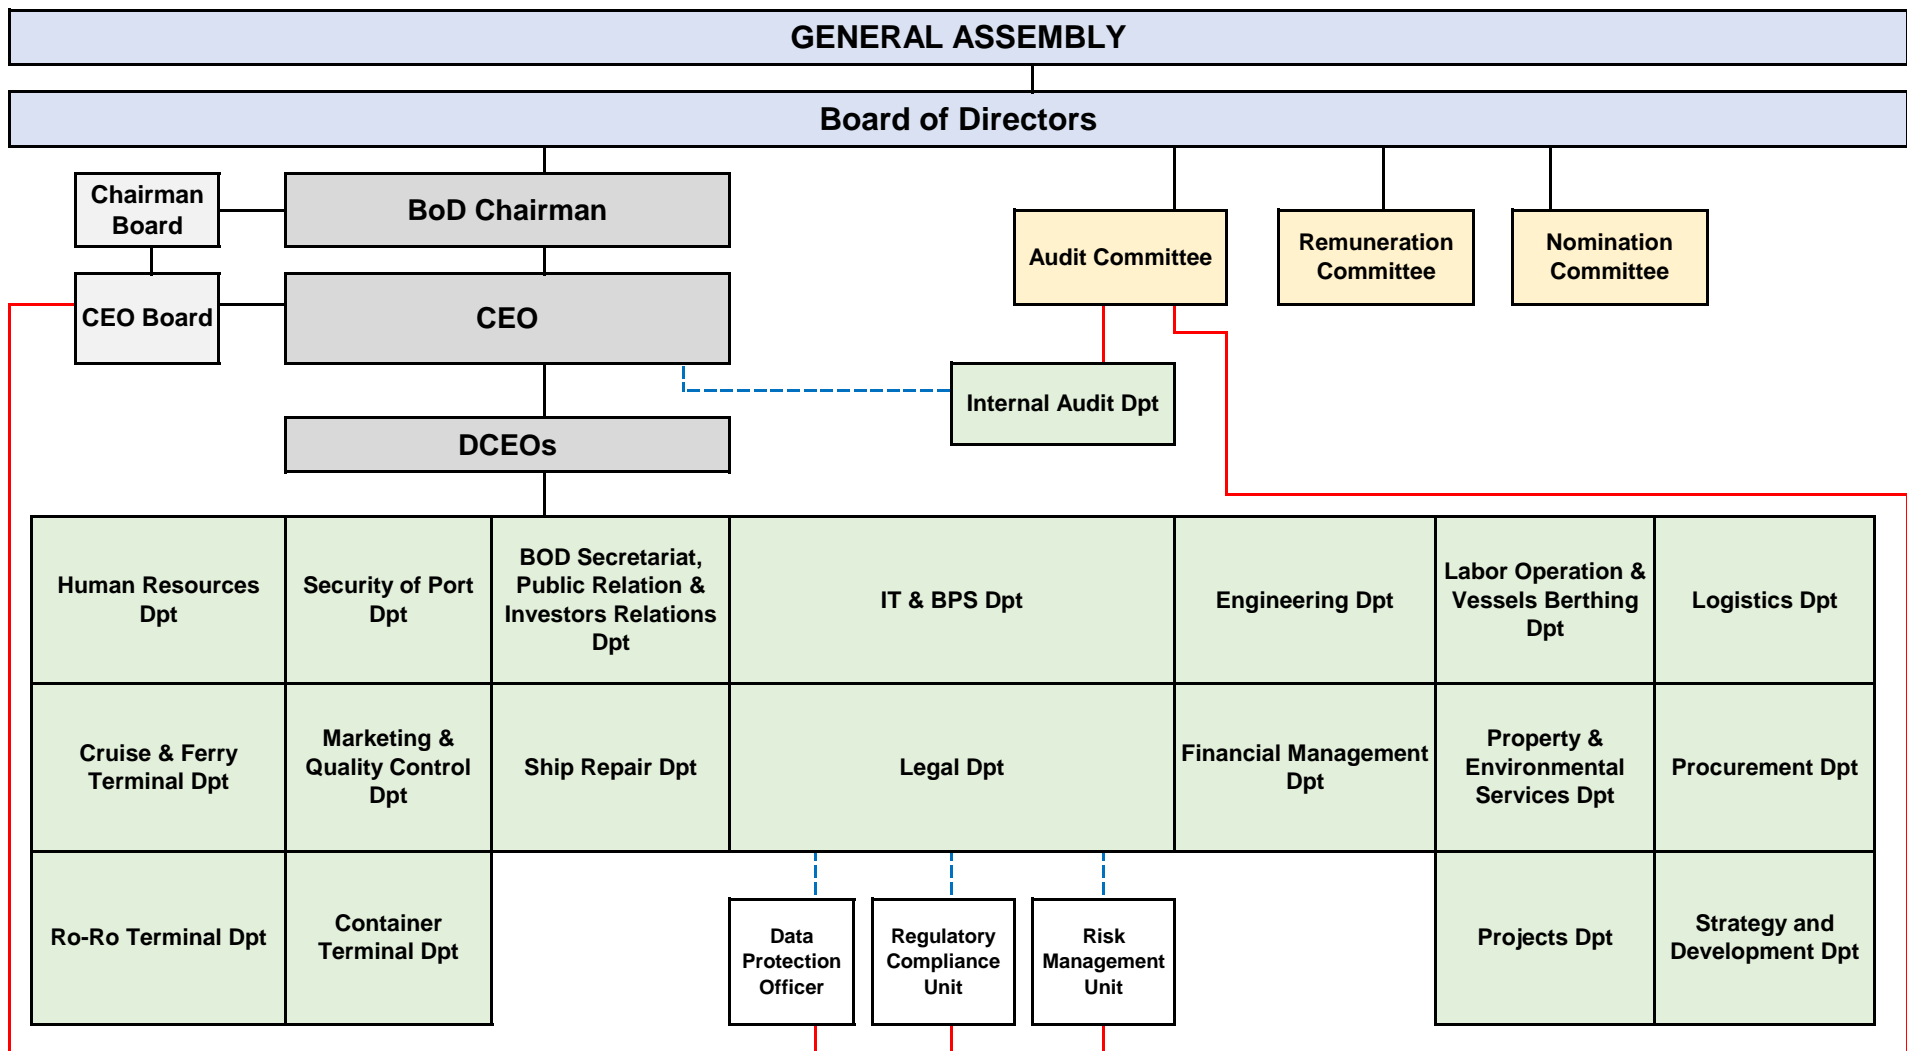 GENERAL ASSEMBLY
Board of Directors
Chairman
Board
BoD Chairman
Audit Committee
Remuneration
Committee
Nomination
Committee
CEO Board
CEO
Internal Audit Dpt
DCEOs
Human Resources
Dpt
Security of Port
Dpt
BOD Secretariat,
Public Relation &
Investors Relations
Dpt
IT & BPS Dpt
Engineering Dpt
Labor Operation &
Vessels Berthing
Dpt
Logistics Dpt
Cruise & Ferry
Terminal Dpt
Marketing &
Quality Control
Dpt
Ship Repair Dpt
Legal Dpt
Financial Management
Dpt
Property &
Environmental
Services Dpt
Procurement Dpt
Ro-Ro Terminal Dpt
Container
Terminal Dpt
Data
Protection
Officer
Regulatory
Compliance
Unit
Risk
Management
Unit
Projects Dpt
Strategy and
Development Dpt